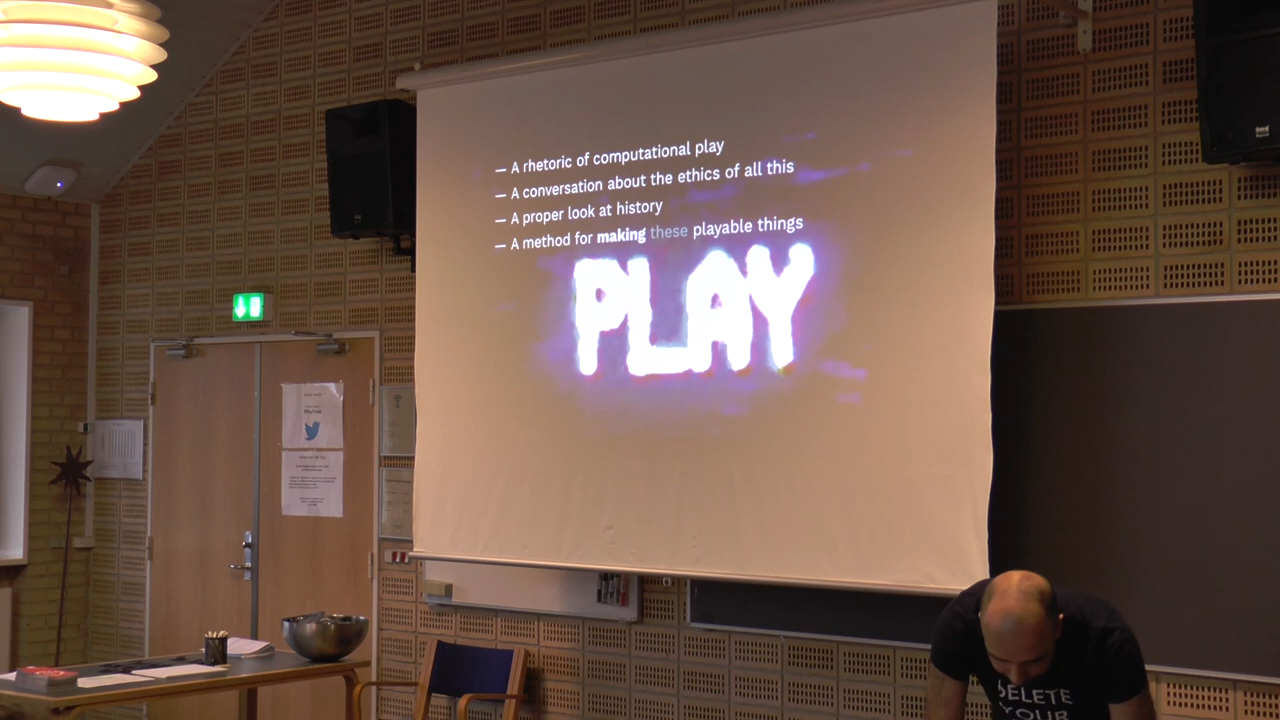 — A rhetoric of computational play
— A conversation about the ethics of all this
— A proper look at history
— A method for making these playable things
PLAY
DELETE
YOUR